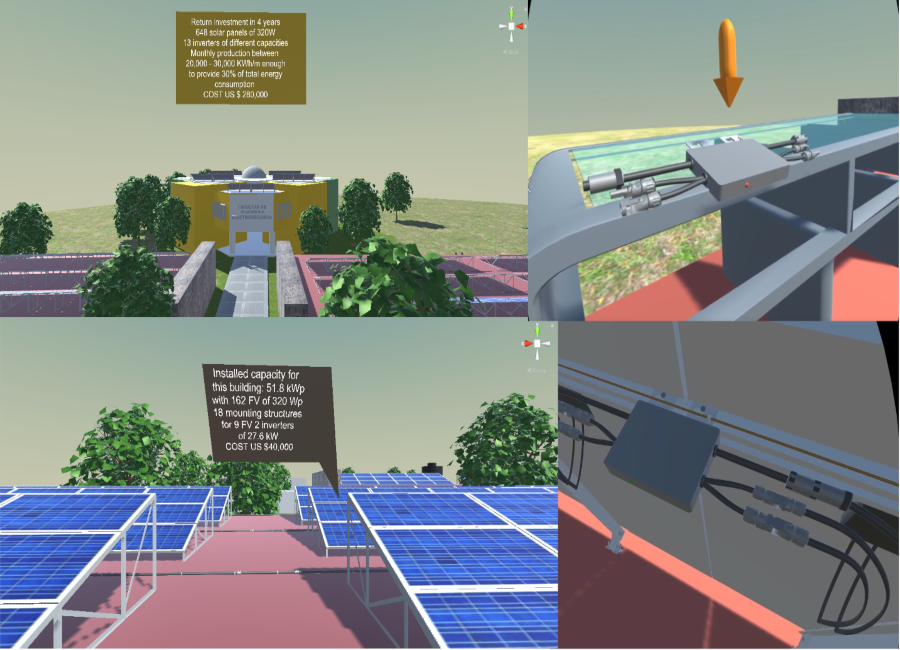 Return Investment in 4 years
648 solar panels of 320W
13 inverters of different capacities
Monthly production between
20,000 - 30,000 KWh/m enough
to provide 30% of total energy
consumption
COST US $ 280,000
Installed capacity for
this building: 51.8 kWp
with 162 FV of 320 Wp
18 mounting structures
for 9 FV 2 inverters
of 27.6 kW
COST US $40,000